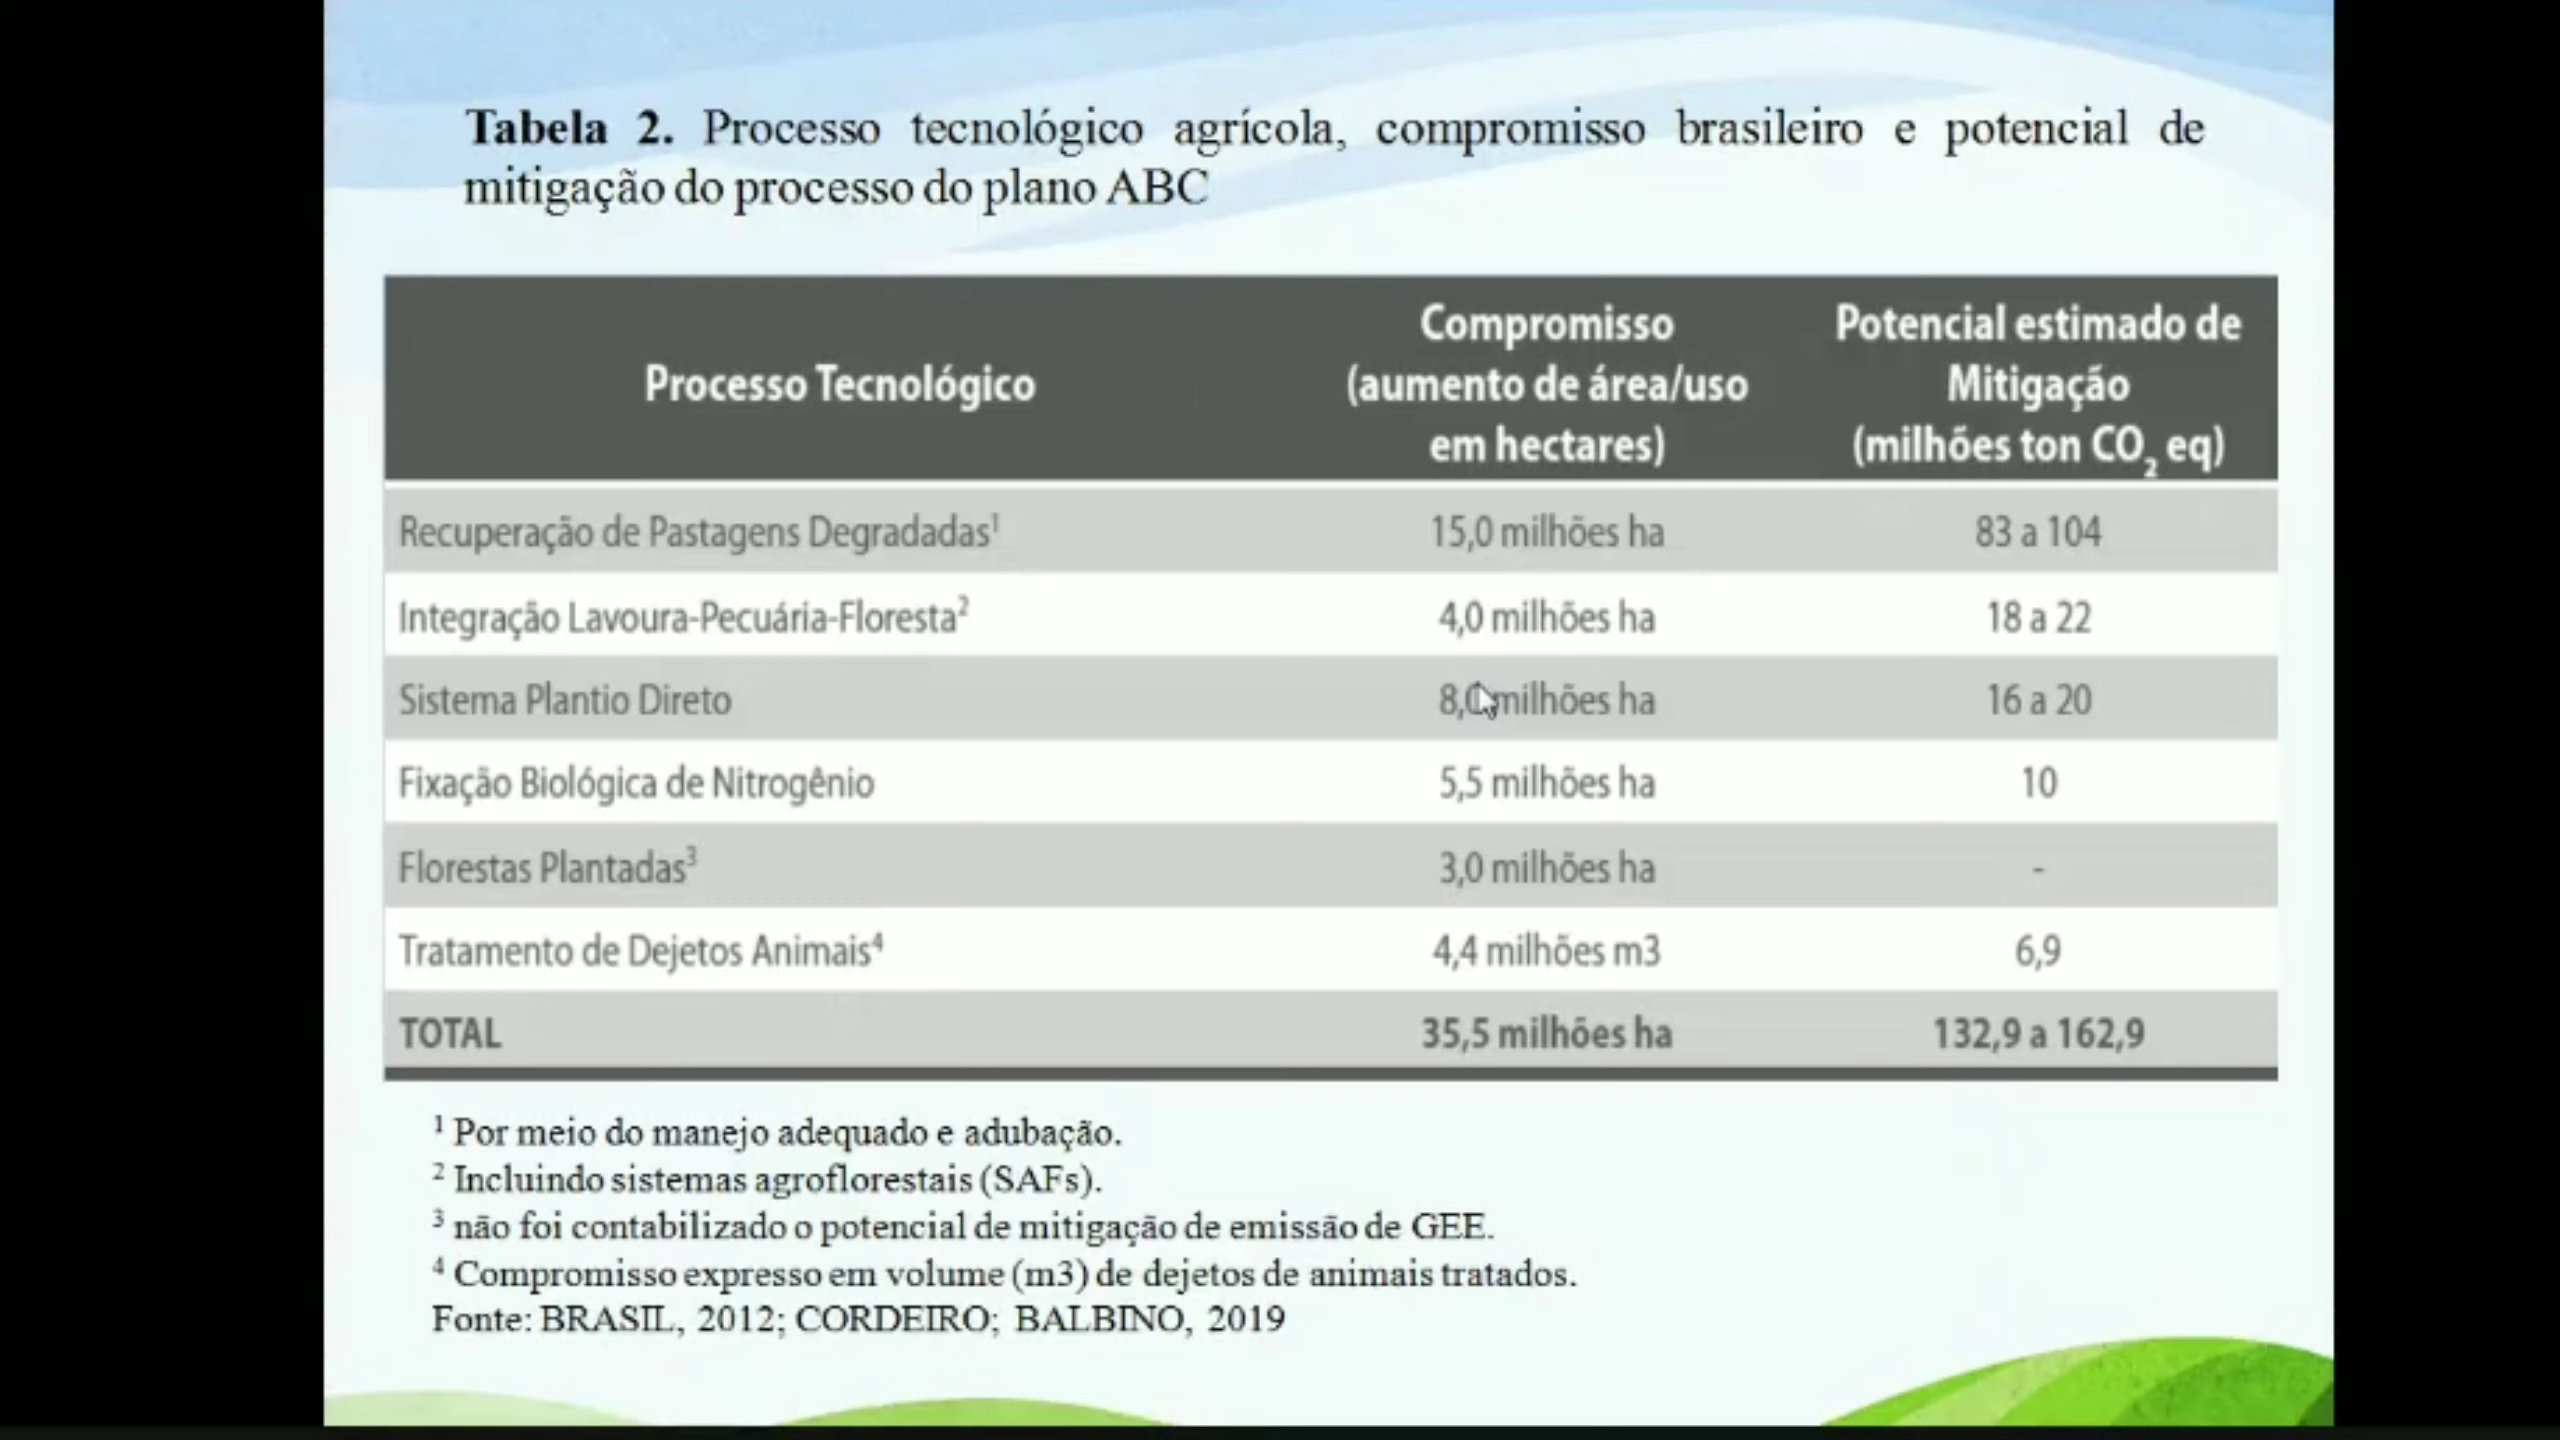 Tabela 2. Processo tecnológico agrícola, compromisso brasileiro e potencial de
mitigação do processo do plano ABC
Processo Tecnológico
Compromisso
(aumento de área/uso
em hectares)
Potencial estimado de
Mitigação
(milhões ton CO₂ eq)
Recuperação de Pastagens Degradadas¹ 15,0 milhões ha 83 a 104
Integração Lavoura-Pecuária-Floresta² 4,0 milhões ha 18 a 22
Sistema Plantio Direto 8,0 milhões ha 16 a 20
Fixação Biológica de Nitrogênio 5,5 milhões ha 10
Florestas Plantadas³ 3,0 milhões ha -
Tratamento de Dejetos Animais⁴ 4,4 milhões m3 6,9
TOTAL 35,5 milhões ha 132,9 a 162,9
¹ Por meio do manejo adequado e adubação.
² Incluindo sistemas agroflorestais (SAFs).
³ não foi contabilizado o potencial de mitigação de emissão de GEE.
⁴ Compromisso expresso em volume (m3) de dejetos de animais tratados.
Fonte: BRASIL, 2012; CORDEIRO; BALBINO, 2019